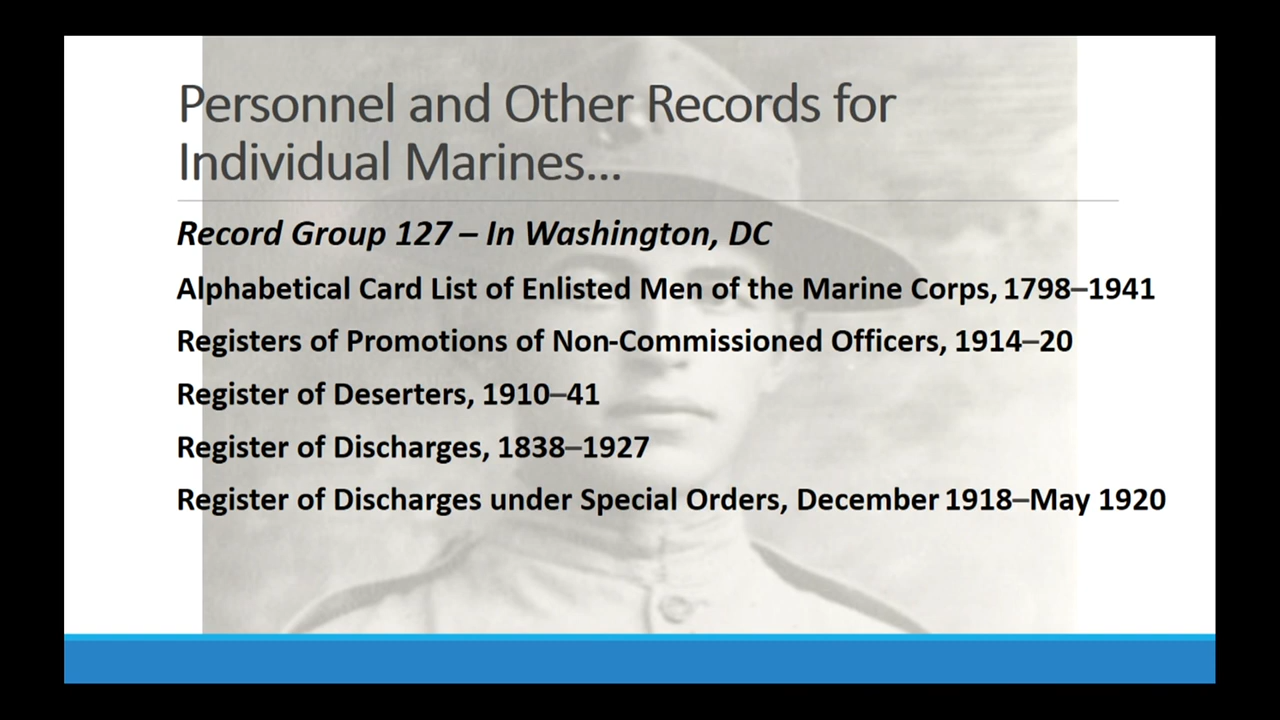 Personnel and Other Records for
Individual Marines...
Record Group 127 – In Washington, DC
Alphabetical Card List of Enlisted Men of the Marine Corps, 1798–1941
Registers of Promotions of Non-Commissioned Officers, 1914–20
Register of Deserters, 1910–41
Register of Discharges, 1838–1927
Register of Discharges under Special Orders, December 1918–May 1920